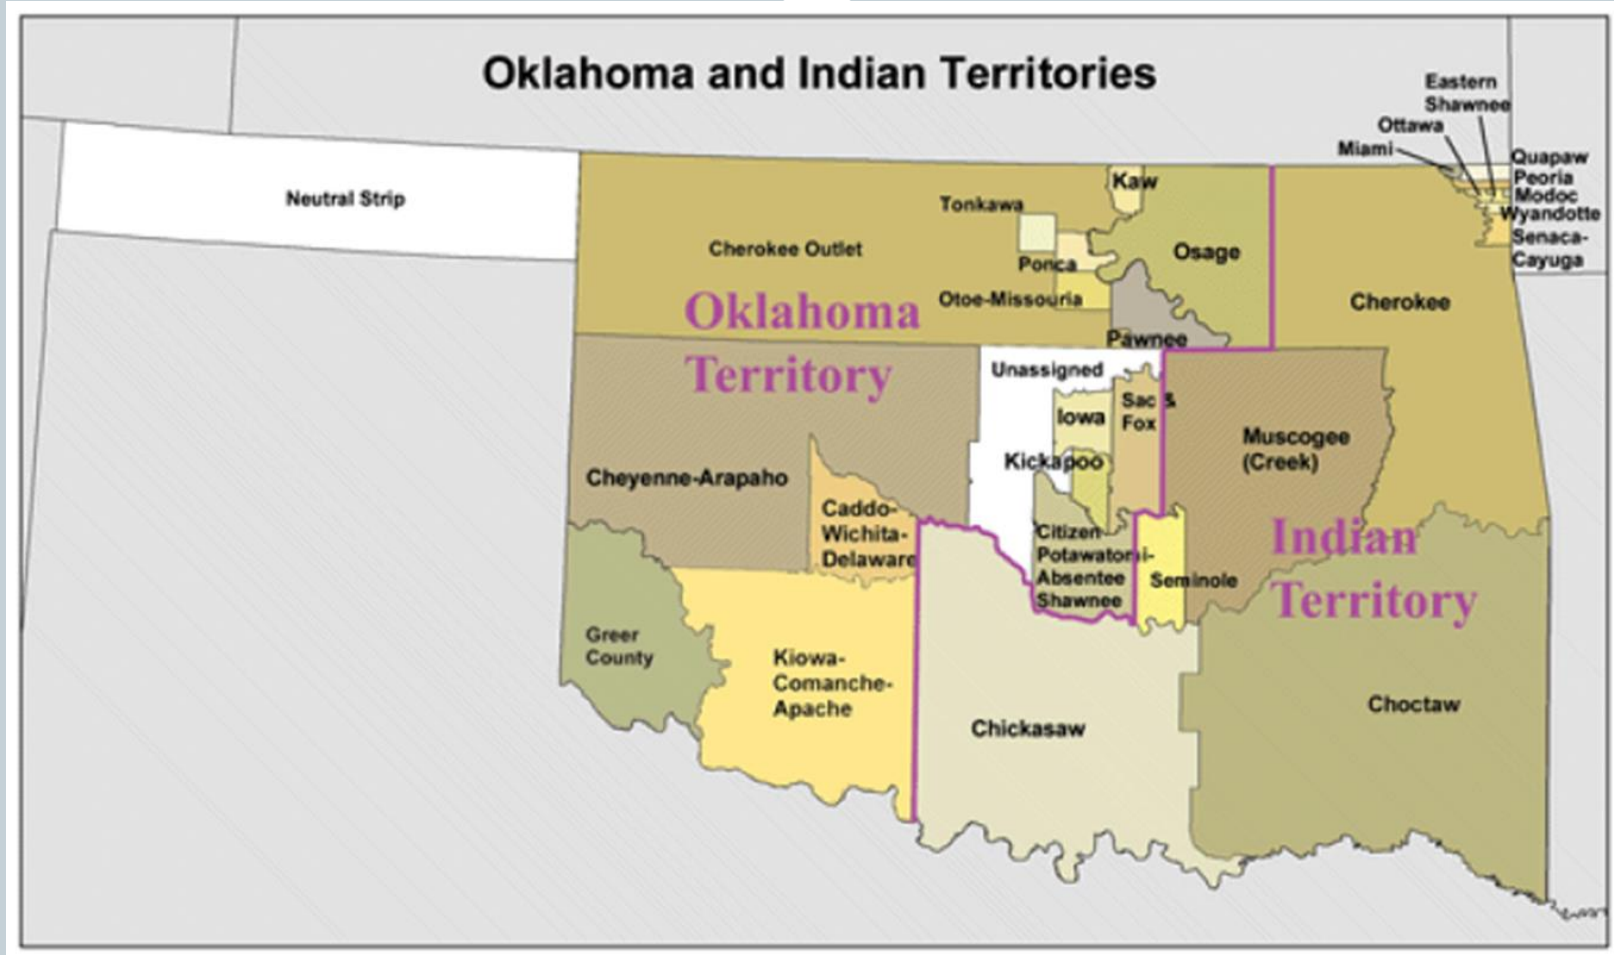 Oklahoma and Indian Territories
Eastern
Shawnee
Ottawa
Miami
Quapaw
Peoria
Modoc
Wyandotte
Senaca-
Cayuga
Neutral Strip
Kaw
Tonkawa
Cherokee Outlet
Ponca
Osage
Otoe-Missouria
Cherokee
Oklahoma
Territory
Pawnee
Unassigned
Iowa
Sac &
Fox
Kickapoo
Muscogee
(Creek)
Cheyenne-Arapaho
Caddo-
Wichita-
Delaware
Citizen
Potawatomi-
Absentee
Shawnee
Seminole
Indian
Territory
Greer
County
Kiowa-
Comanche-
Apache
Chickasaw
Choctaw